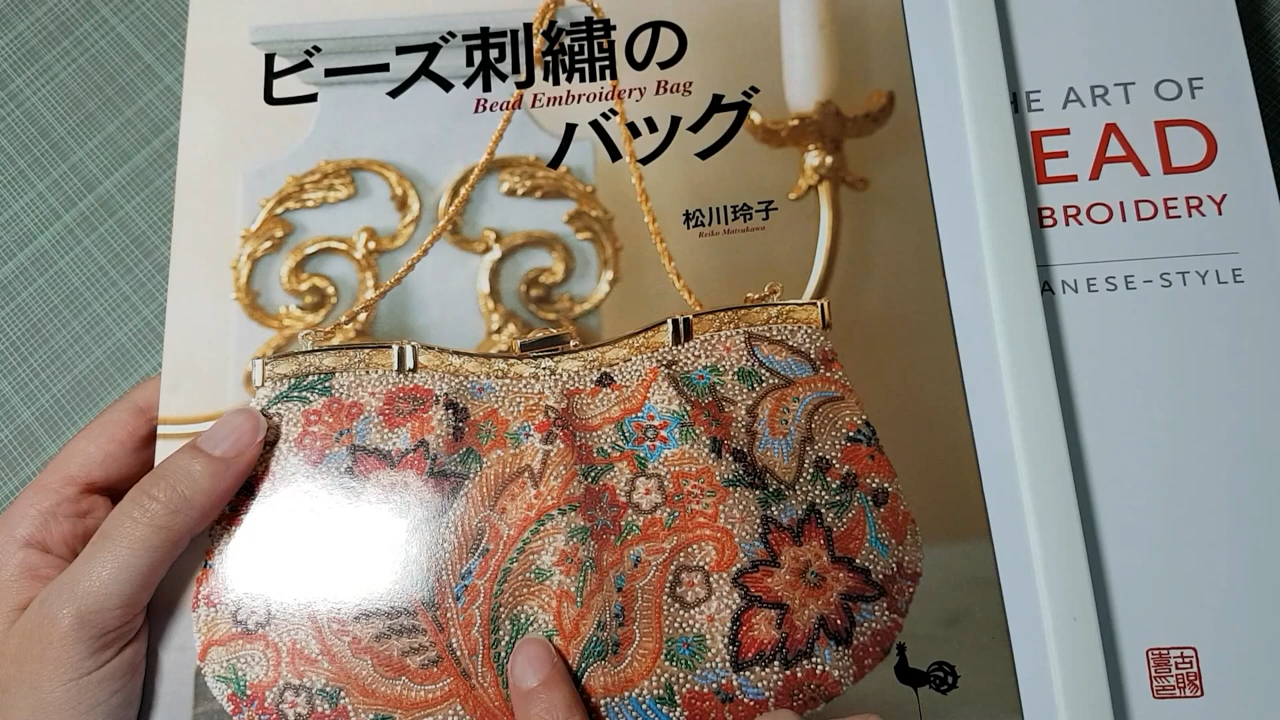 ビーズ刺繡の
Bead Embroidery Bag
バッグ
松川玲子
Reiko Matsukawa
HE ART OF
EAD
BROIDERY
ANESE-STYLE